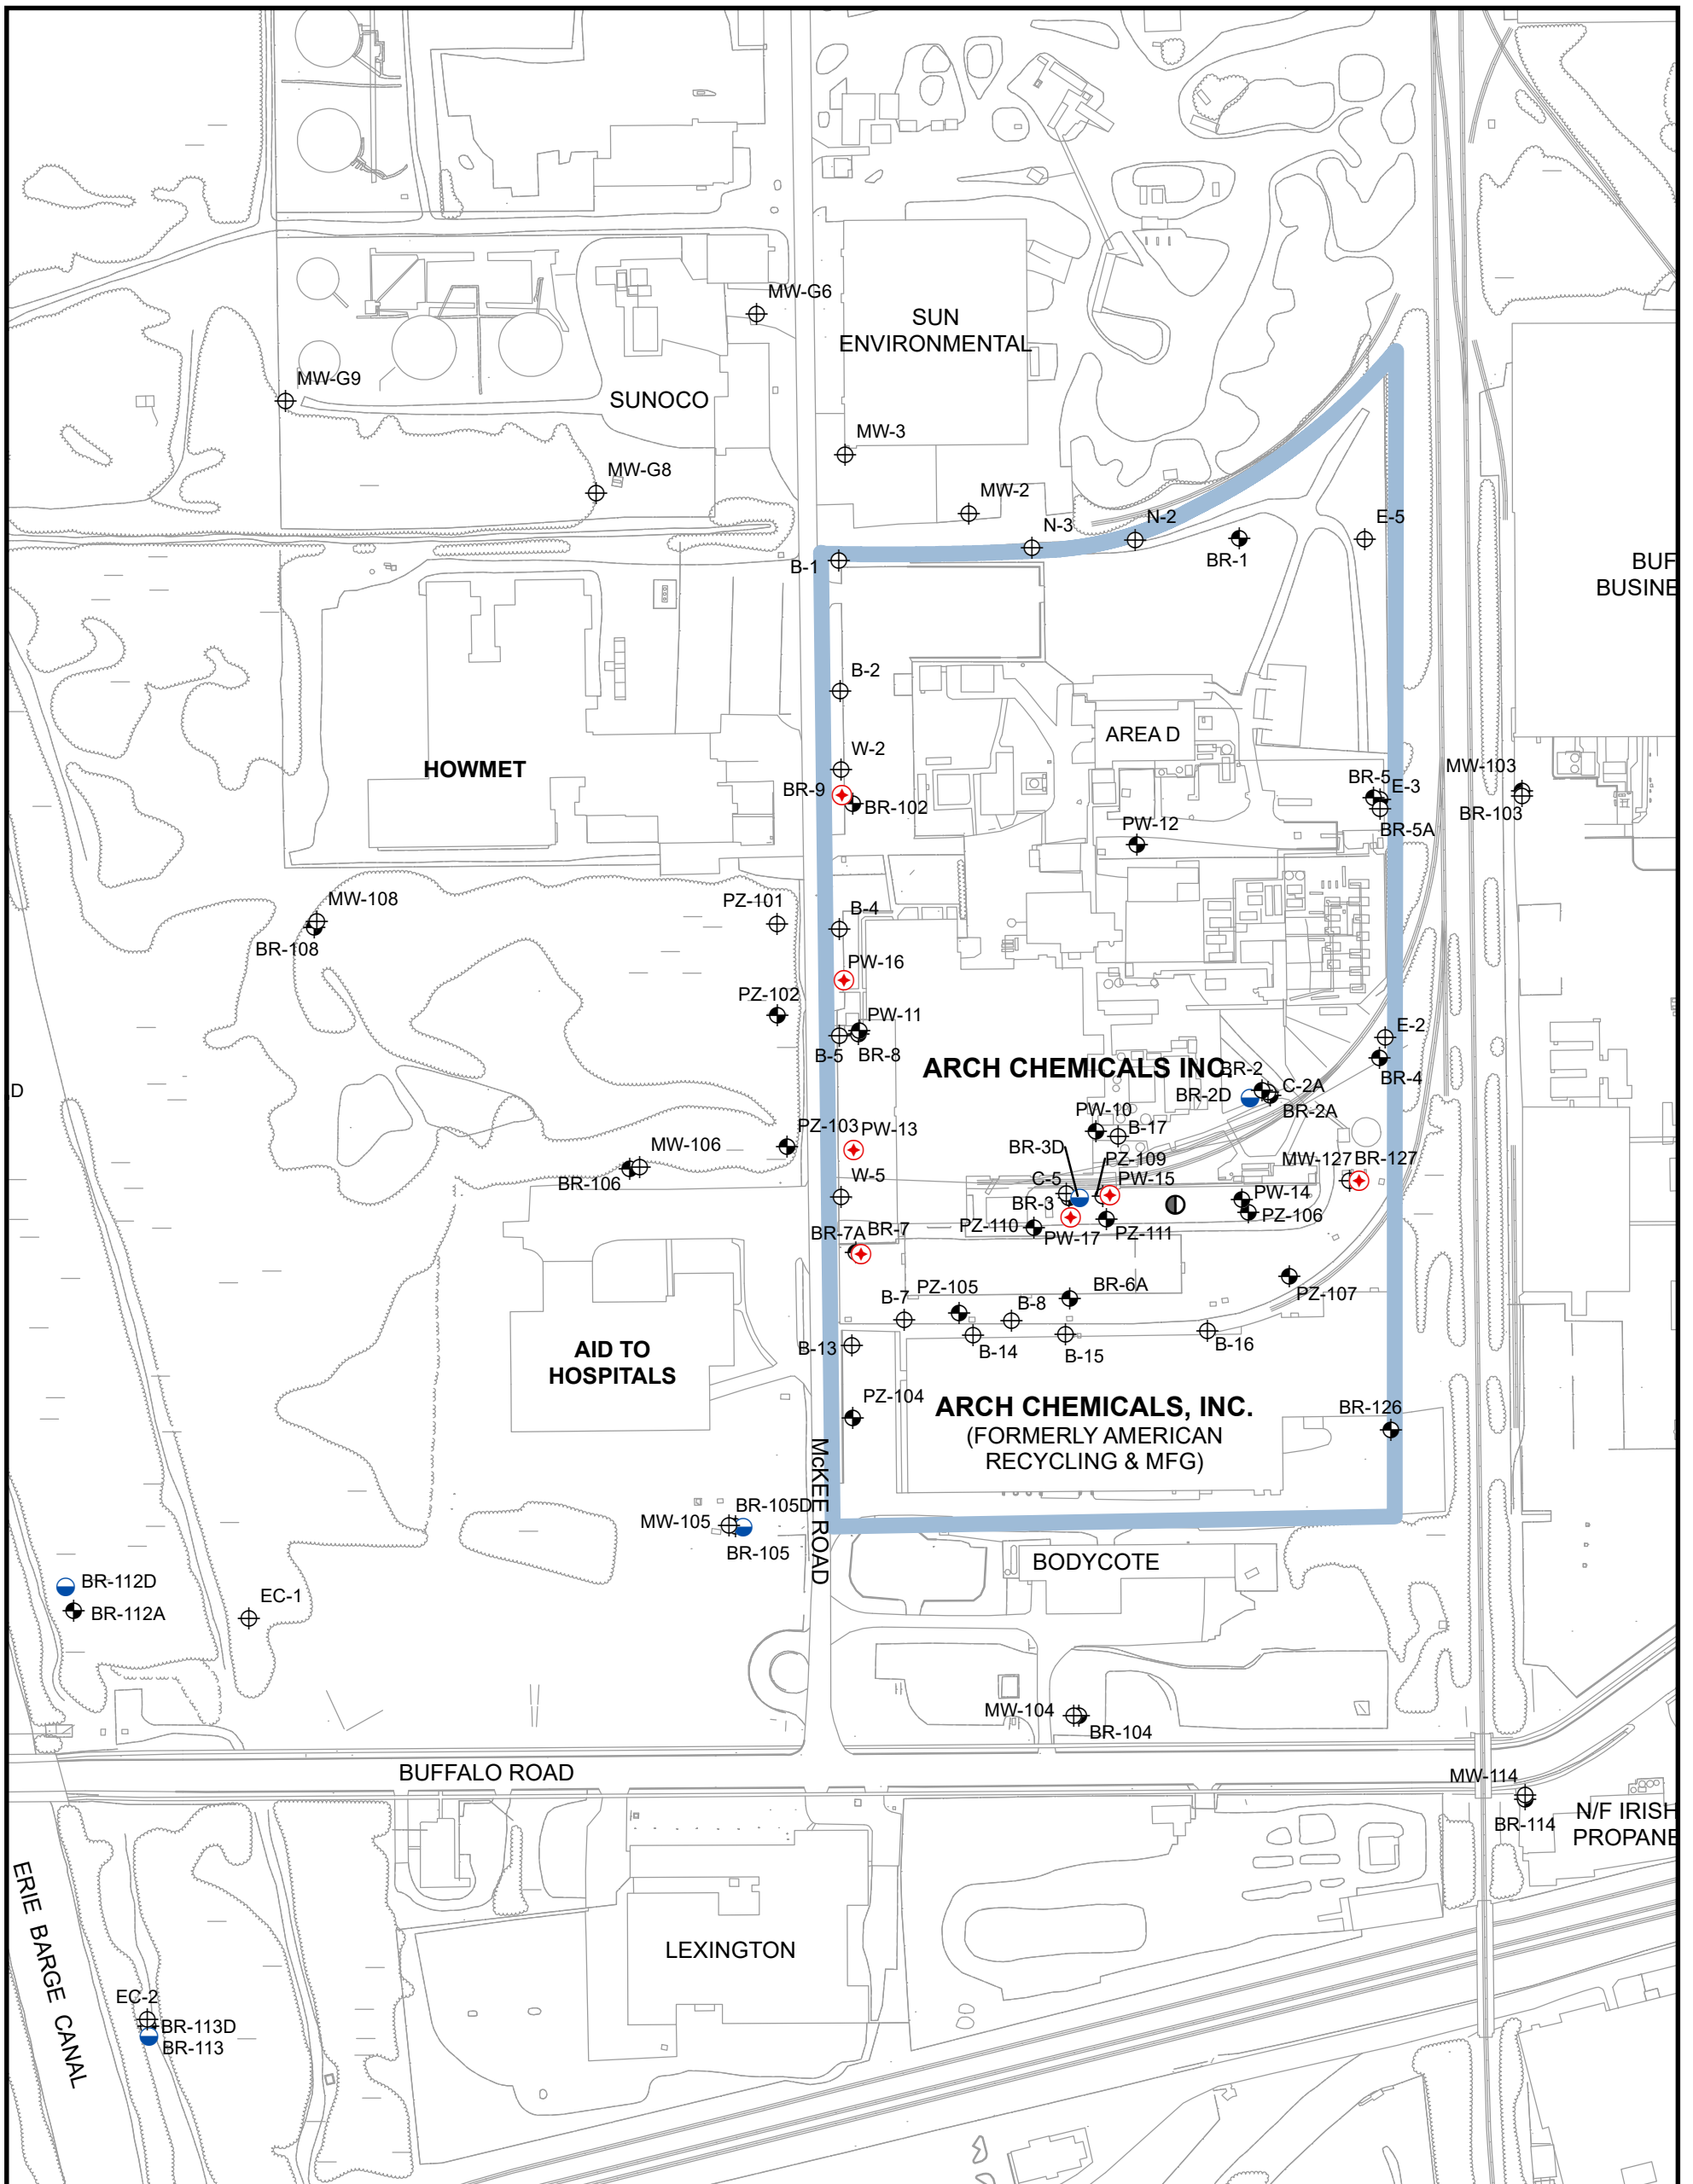 MW-G6
SUN
ENVIRONMENTAL
MW-G9
SUNOCO
MW-3
MW-G8
MW-2
N-3
N-2
E-5
BR-1
B-1
BUF
BUSINE
B-2
AREA D
W-2
HOWMET
MW-103
BR-5
E-3
BR-9
BR-102
BR-103
BR-5A
PW-12
MW-108
PZ-101
B-4
BR-108
PW-16
PZ-102
PW-11
E-2
B-5
BR-8
ARCH CHEMICALS INC.
BR-2
BR-4
D
BR-2D
C-2A
BR-2A
PW-10
B-17
PZ-103
PW-13
MW-106
BR-3D
PZ-109
MW-127
BR-127
BR-106
W-5
C-5
PW-15
BR-3
PW-14
PZ-106
BR-7A
BR-7
PZ-110
PW-17
PZ-111
PZ-105
BR-6A
PZ-107
B-7
B-8
B-13
B-14
B-15
B-16
AID TO
HOSPITALS
PZ-104
ARCH CHEMICALS, INC.
(FORMERLY AMERICAN
RECYCLING & MFG)
BR-126
McKEE ROAD
BR-105D
MW-105
BR-105
BODYCOTE
BR-112D
BR-112A
EC-1
MW-104
BR-104
BUFFALO ROAD
MW-114
N/F IRISH
PROPANE
BR-114
ERIE BARGE CANAL
LEXINGTON
EC-2
BR-113D
BR-113